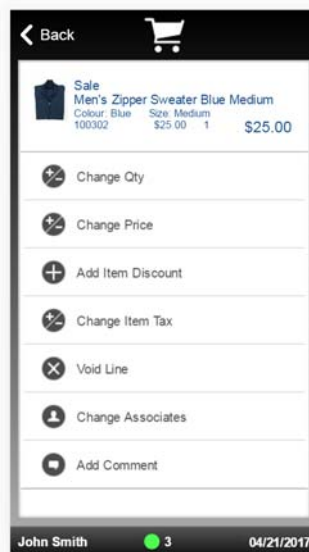 Back
Sale
Men's Zipper Sweater Blue Medium
Colour: Blue Size: Medium
100302 $25.00 1 $25.00
Change Qty
Change Price
Add Item Discount
Change Item Tax
Void Line
Change Associates
Add Comment
John Smith 3 04/21/2017